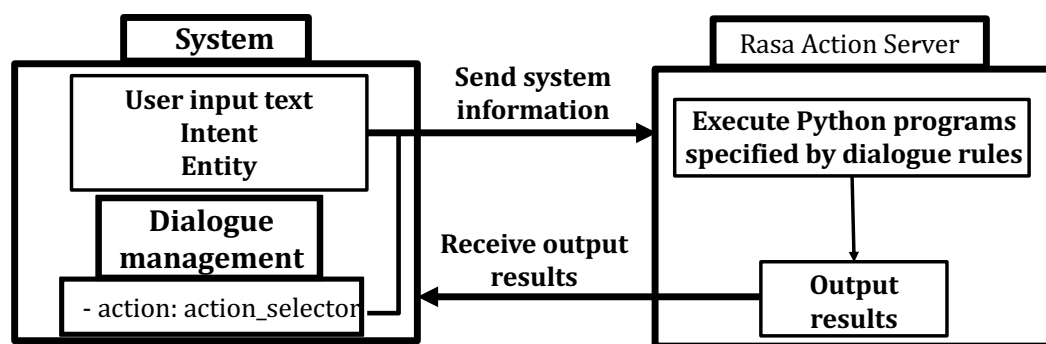 System
User input text
Intent
Entity
Dialogue
management
- action: action_selector
Send system
information
Receive output
results
Rasa Action Server
Execute Python programs
specified by dialogue rules
Output
results